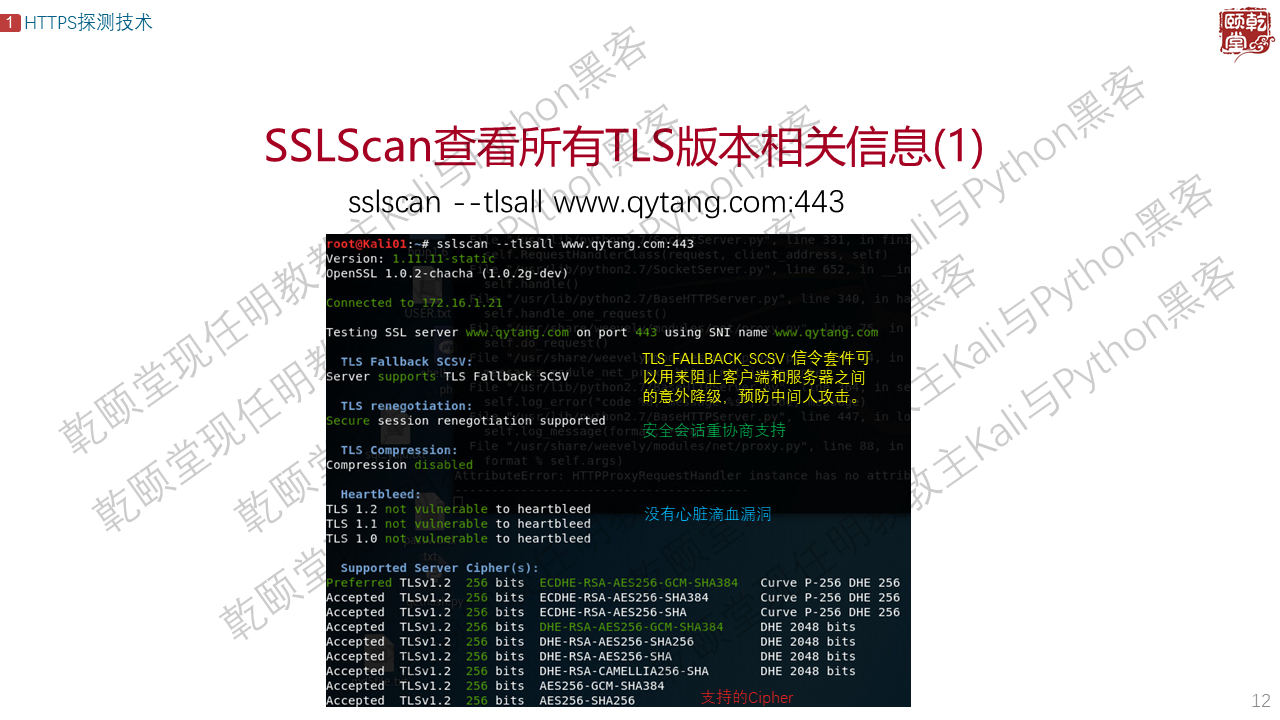 1 HTTPS探测技术
乾颐堂
SSLScan查看所有TLS版本相关信息(1)
sslscan --tlsall www.qytang.com:443
root@Kali01:~# sslscan --tlsall www.qytang.com:443
Version: 1.11.11-static
OpenSSL 1.0.2-chacha (1.0.2g-dev)
Connected to 172.16.1.21
Testing SSL server www.qytang.com on port 443 using SNI name www.qytang.com
TLS Fallback SCSV:
Server supports TLS Fallback SCSV
TLS_FALLBACK_SCSV 信令套件可
以用来阻止客户端和服务器之间
的意外降级，预防中间人攻击。
TLS renegotiation:
Secure session renegotiation supported
安全会话重协商支持
TLS Compression:
Compression disabled
Heartbleed:
TLS 1.2 not vulnerable to heartbleed
TLS 1.1 not vulnerable to heartbleed
TLS 1.0 not vulnerable to heartbleed
没有心脏滴血漏洞
Supported Server Cipher(s):
Preferred TLSv1.2 256 bits ECDHE-RSA-AES256-GCM-SHA384 Curve P-256 DHE 256
Accepted TLSv1.2 256 bits ECDHE-RSA-AES256-SHA384 Curve P-256 DHE 256
Accepted TLSv1.2 256 bits ECDHE-RSA-AES256-SHA Curve P-256 DHE 256
Accepted TLSv1.2 256 bits DHE-RSA-AES256-GCM-SHA384 DHE 2048 bits
Accepted TLSv1.2 256 bits DHE-RSA-AES256-SHA256 DHE 2048 bits
Accepted TLSv1.2 256 bits DHE-RSA-AES256-SHA DHE 2048 bits
Accepted TLSv1.2 256 bits DHE-RSA-CAMELLIA256-SHA DHE 2048 bits
Accepted TLSv1.2 256 bits AES256-GCM-SHA384
Accepted TLSv1.2 256 bits AES256-SHA256
支持的Cipher
乾颐堂现任明教教主Kali与Python黑客
12